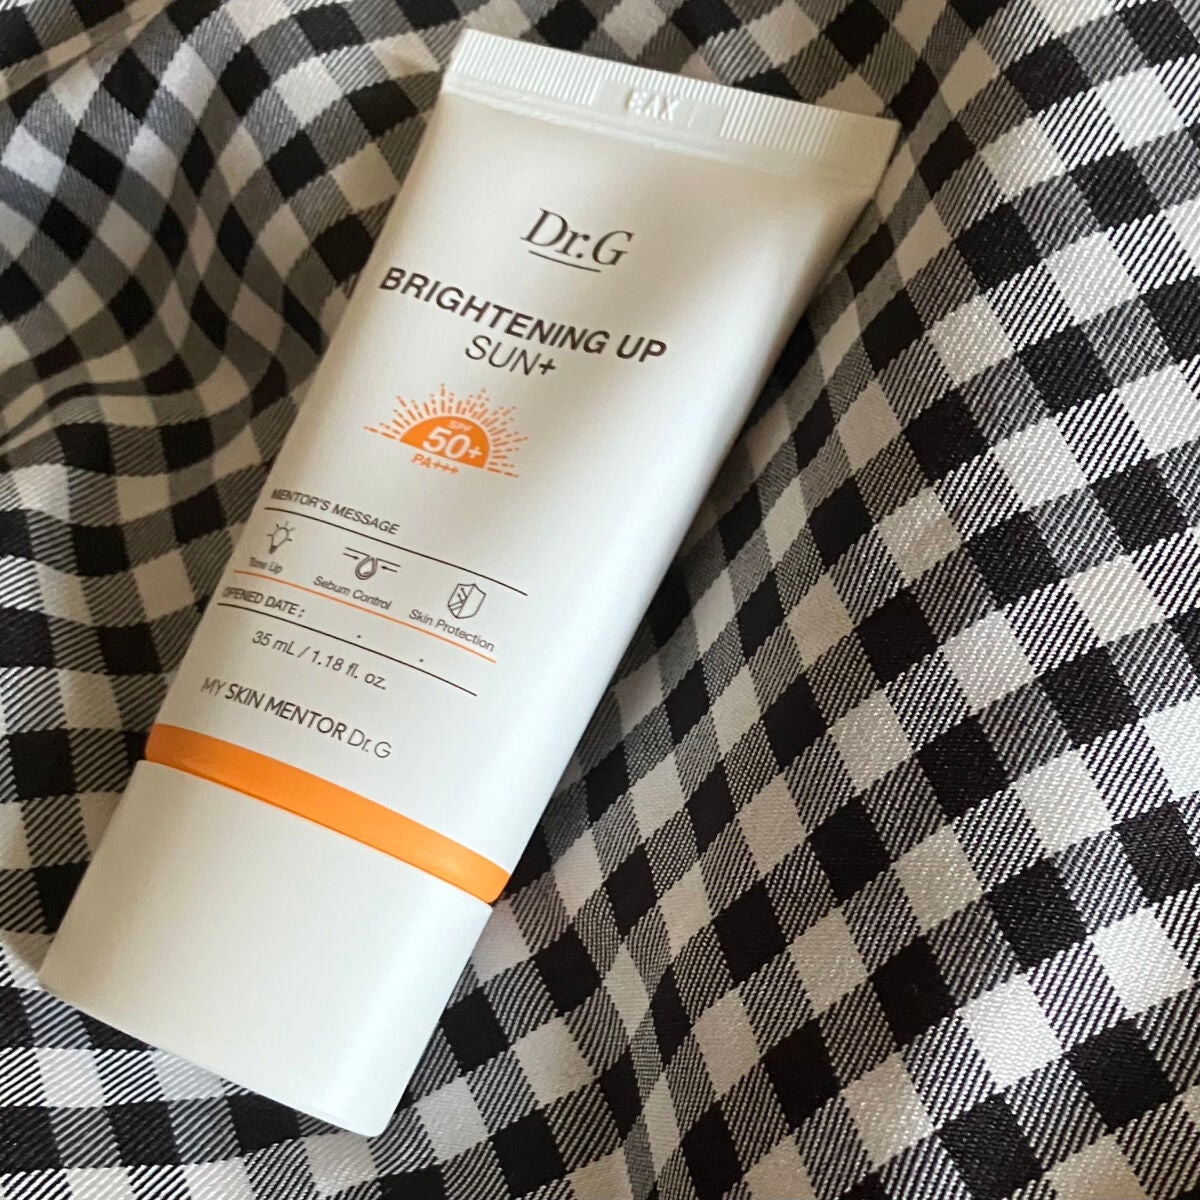 Dr.G
BRIGHTENING UP
SUN+
SPF
50+
PA+++
MENTOR'S MESSAGE
Tone Up
Sebum Control
Skin Protection
OPENED DATE : . .
35 mL / 1.18 fl. oz.
MY SKIN MENTOR Dr.G